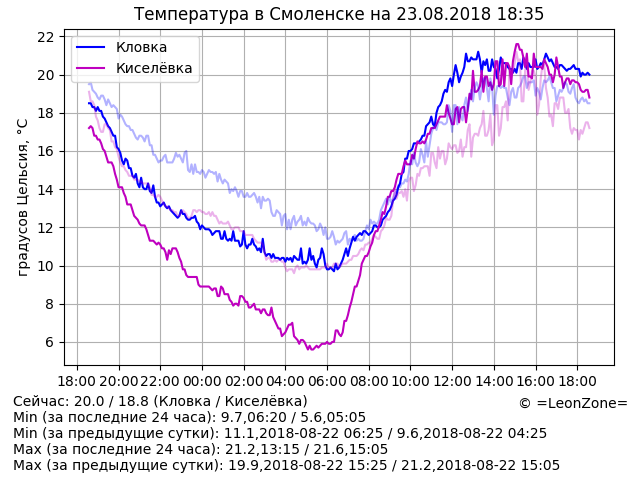 Температура в Смоленске на 23.08.2018 18:35
Кловка
Киселёвка
градусов Цельсия, °C
22
20
18
16
14
12
10
8
6
18:00 20:00 22:00 00:00 02:00 04:00 06:00 08:00 10:00 12:00 14:00 16:00 18:00
Сейчас: 20.0 / 18.8 (Кловка / Киселёвка)
© =LeonZone=
Min (за последние 24 часа): 9.7,06:20 / 5.6,05:05
Min (за предыдущие сутки): 11.1,2018-08-22 06:25 / 9.6,2018-08-22 04:25
Max (за последние 24 часа): 21.2,13:15 / 21.6,15:05
Max (за предыдущие сутки): 19.9,2018-08-22 15:25 / 21.2,2018-08-22 15:05